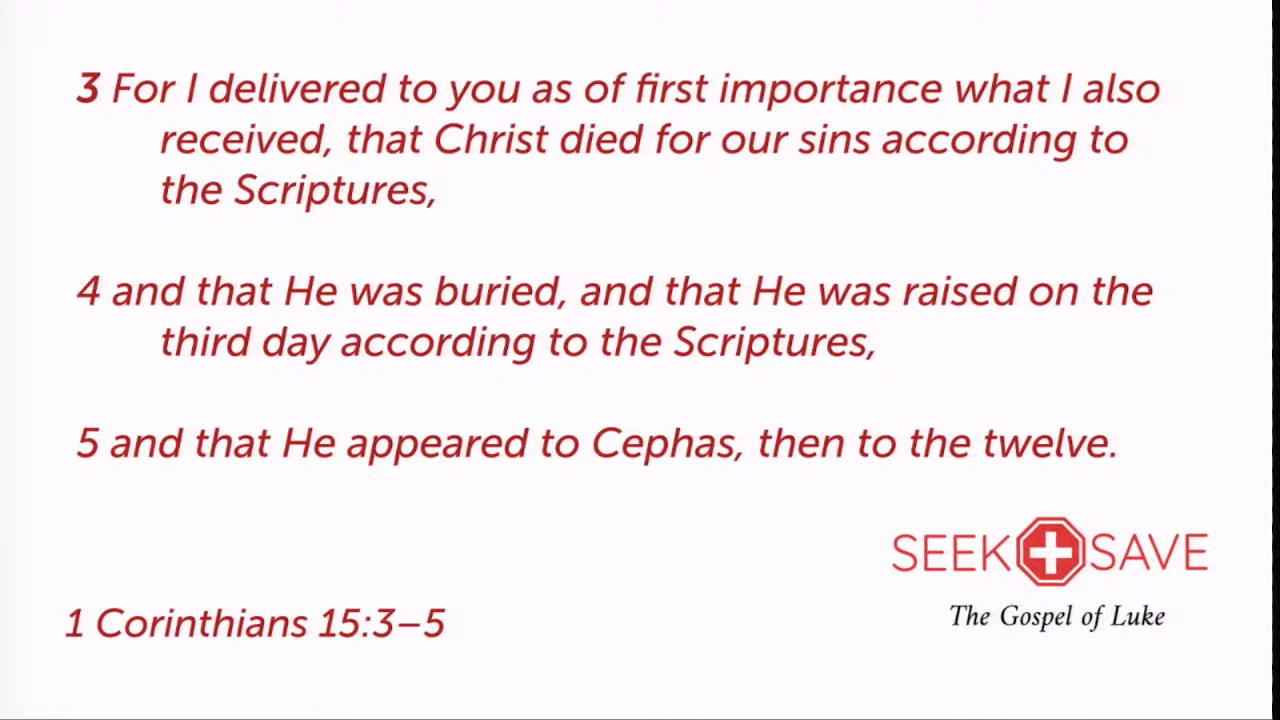 3 For I delivered to you as of first importance what I also
received, that Christ died for our sins according to
the Scriptures,
4 and that He was buried, and that He was raised on the
third day according to the Scriptures,
5 and that He appeared to Cephas, then to the twelve.
SEEK SAVE
The Gospel of Luke
1 Corinthians 15:3–5